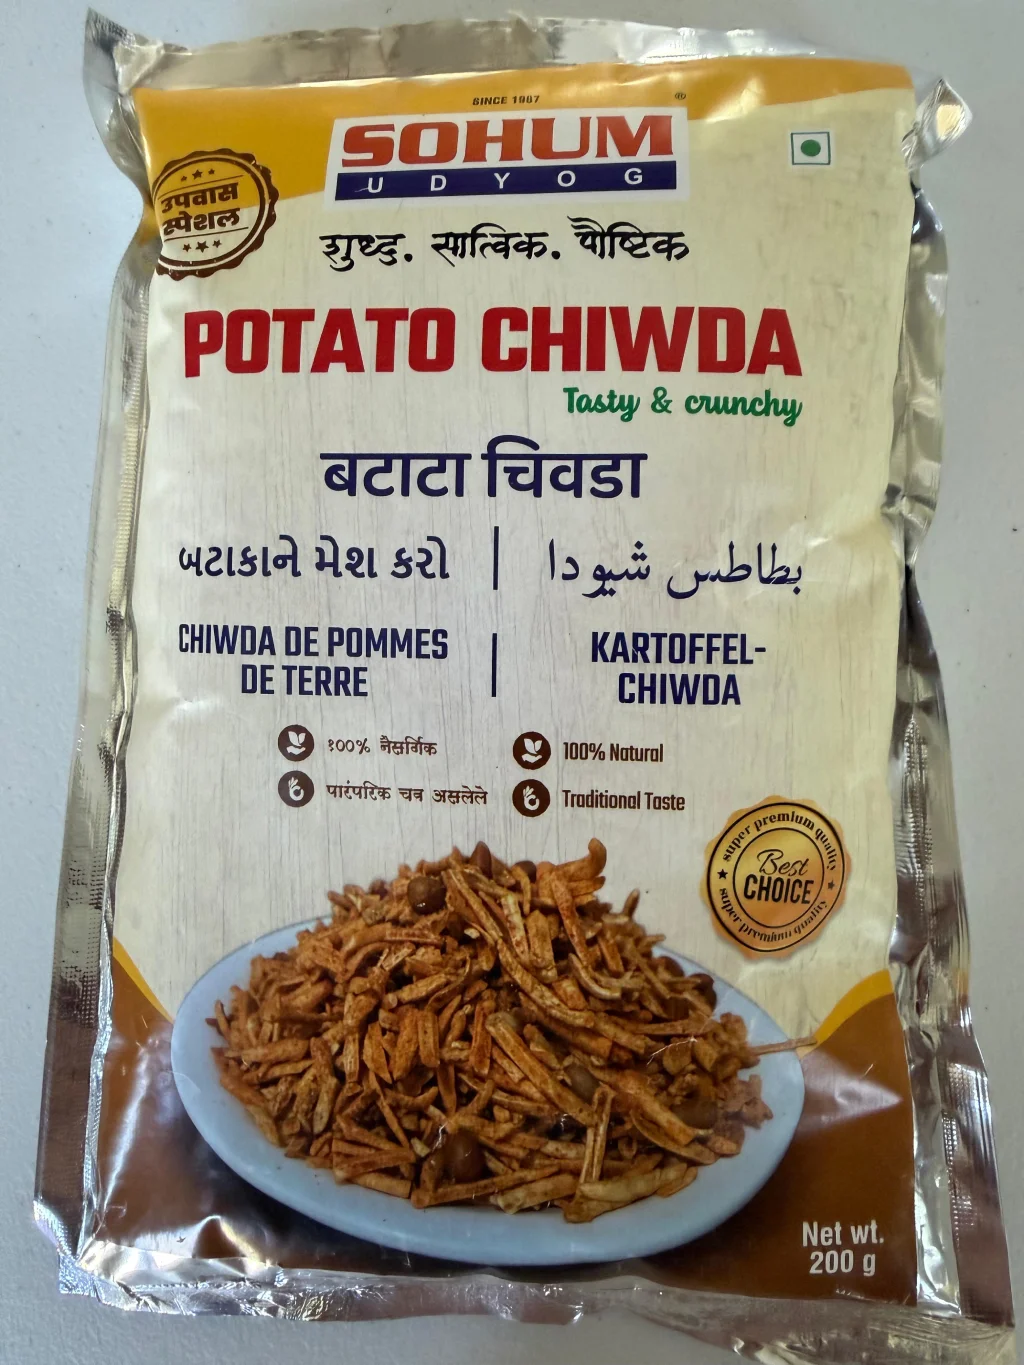 SINCE 1987
®
SOHUM
UDYOG
उपवास
स्पेशल
शुध्द. सात्विक. पौष्टिक
POTATO CHIWDA
Tasty & crunchy
बटाटा चिवडा
બટાકાને મેશ કરો
بطاطس شيودا
CHIWDA DE POMMES
DE TERRE
KARTOFFEL-
CHIWDA
१००% नैसर्गिक
100% Natural
पारंपरिक चव असलेले
Traditional Taste
super premium quality
Best
CHOICE
super premium quality
Net wt.
200 g